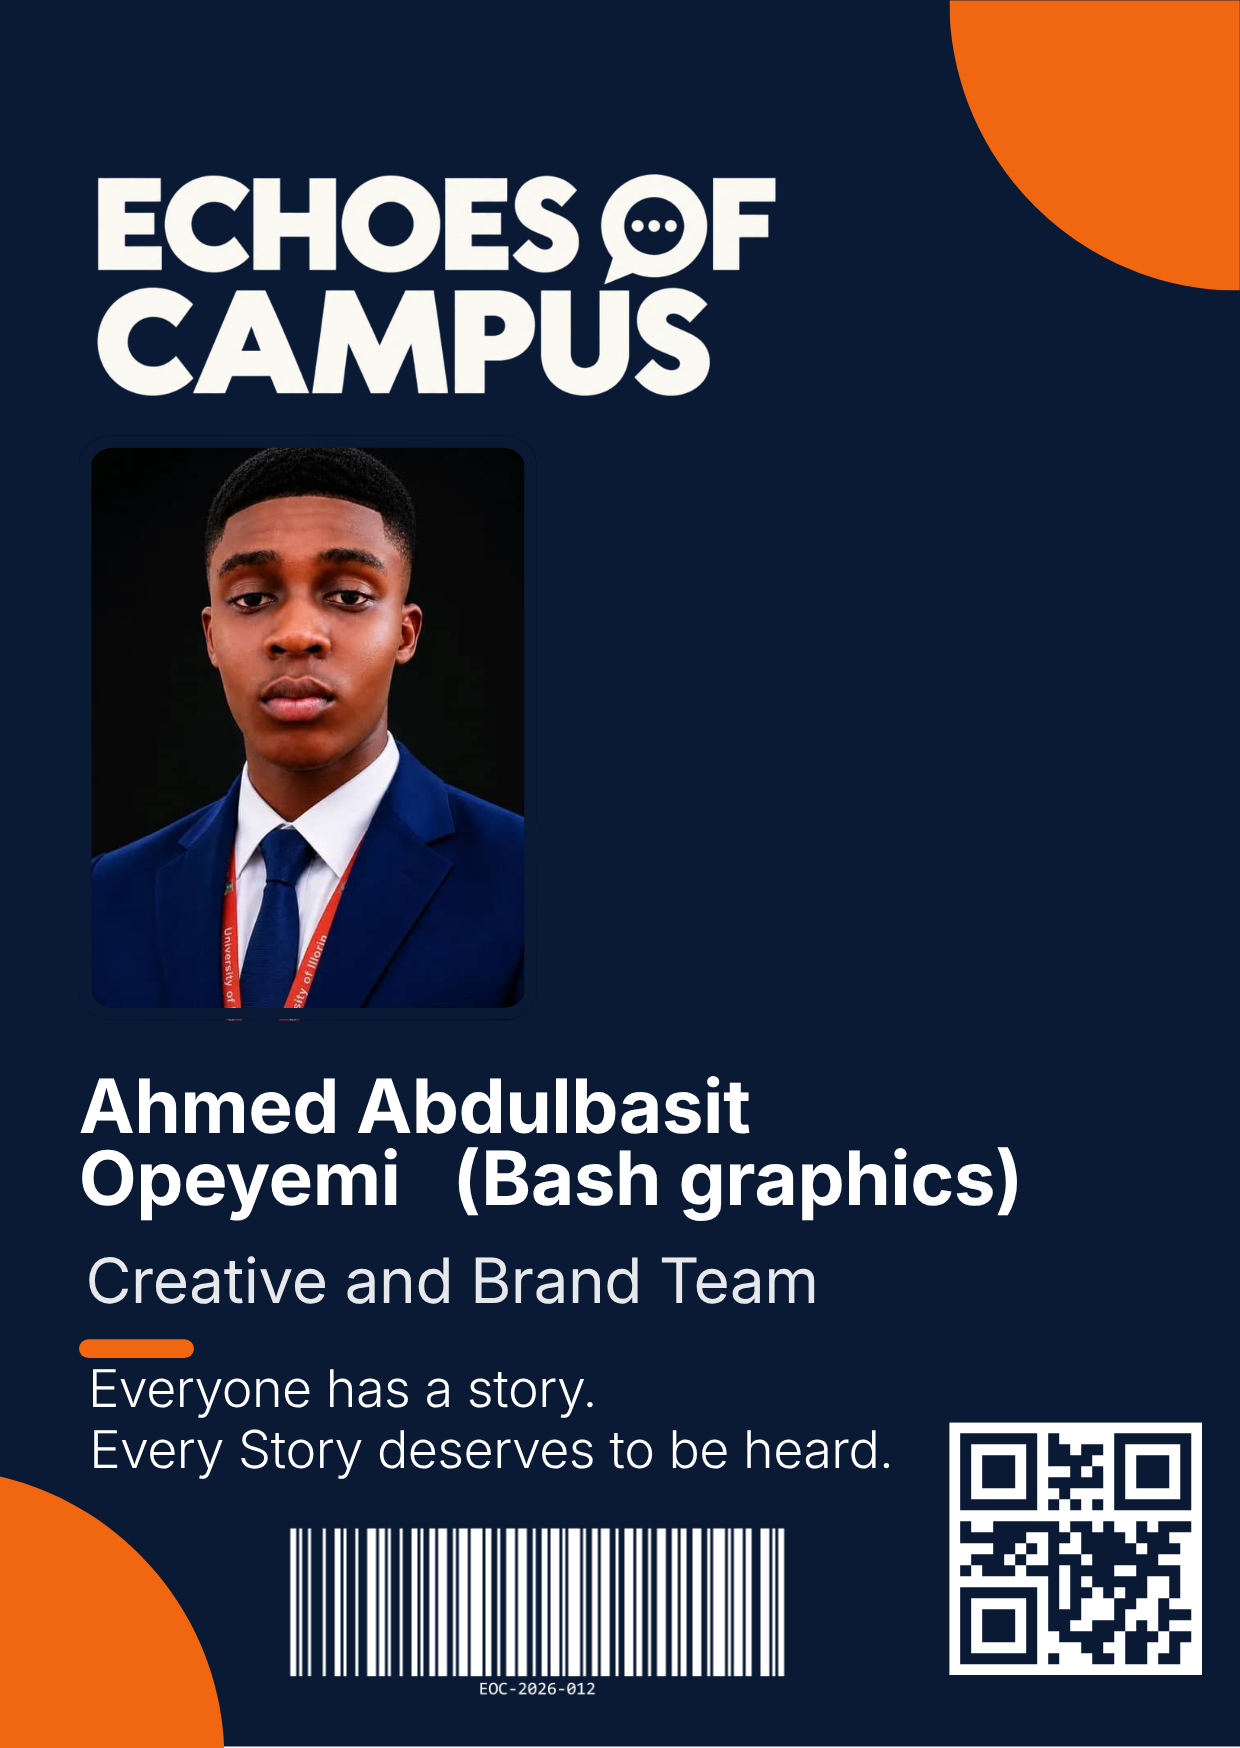 ECHOES OF
CAMPUS
University of
sity of Ilorin
Ahmed Abdulbasit
Opeyemi (Bash graphics)
Creative and Brand Team
Everyone has a story.
Every Story deserves to be heard.
EOC-2026-012